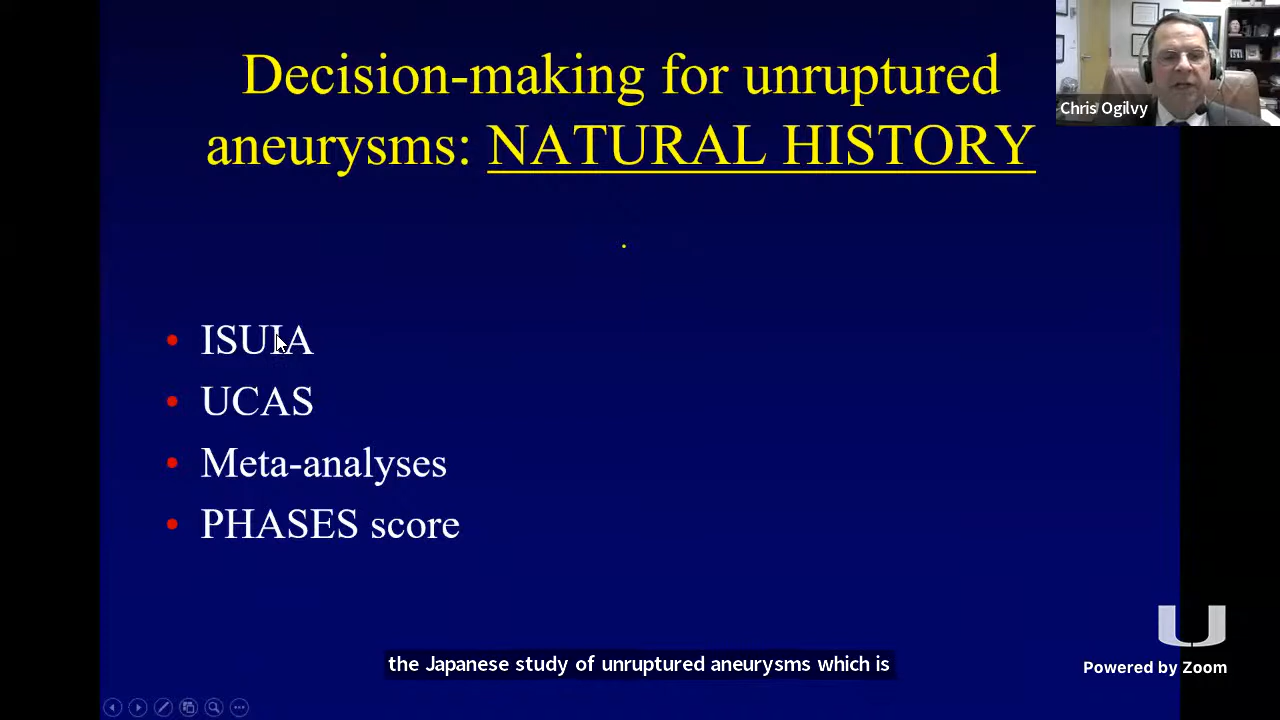 Decision-making for unruptured
aneurysms: NATURAL HISTORY
Chris Ogilvy
.
• ISUIA
• UCAS
• Meta-analyses
• PHASES score
U
Powered by Zoom
the Japanese study of unruptured aneurysms which is